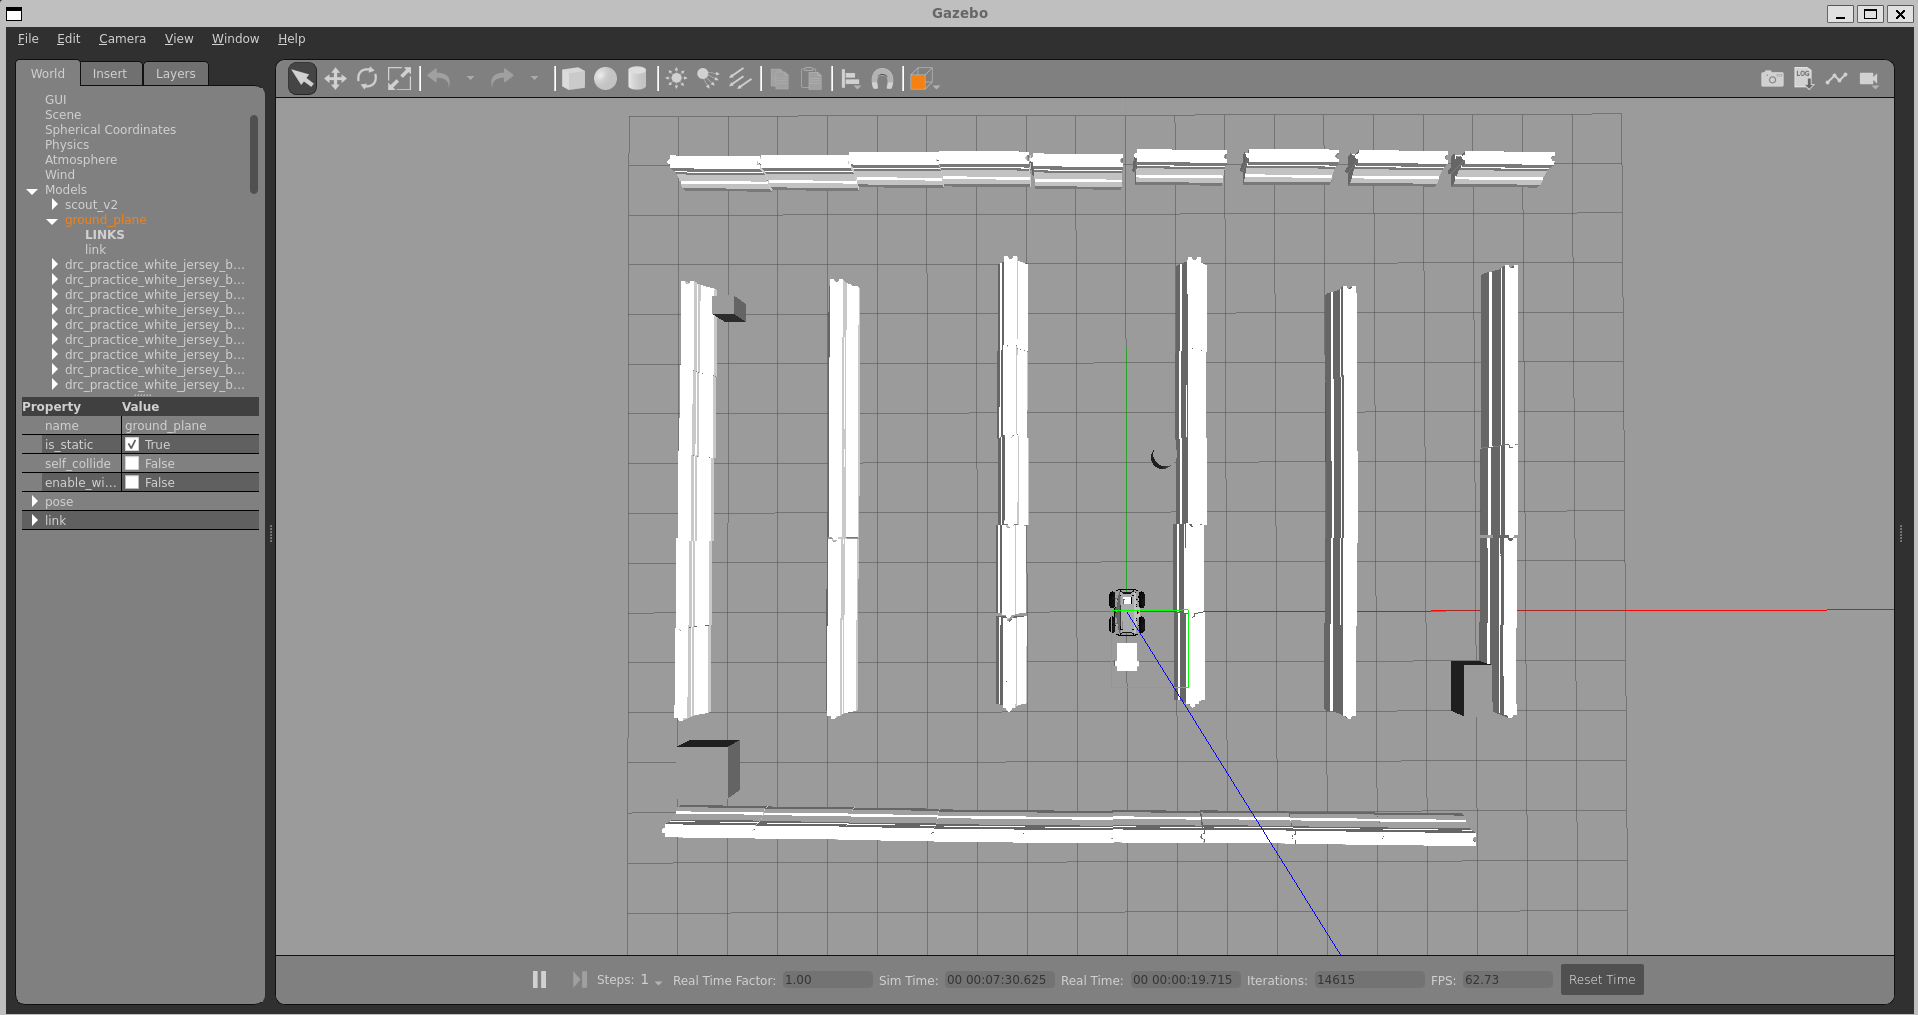 Gazebo
File Edit Camera View Window Help
World Insert Layers
LOG
GUI
Scene
Spherical Coordinates
Physics
Atmosphere
Wind
Models
scout_v2
ground_plane
LINKS
link
drc_practice_white_jersey_b...
drc_practice_white_jersey_b...
drc_practice_white_jersey_b...
drc_practice_white_jersey_b...
drc_practice_white_jersey_b...
drc_practice_white_jersey_b...
drc_practice_white_jersey_b...
drc_practice_white_jersey_b...
drc_practice_white_jersey_b...
Property Value
name ground_plane
is_static True
self_collide False
enable_wi... False
pose
link
Steps: 1 Real Time Factor: 1.00 Sim Time: 00 00:07:30.625 Real Time: 00 00:00:19.715 Iterations: 14615 FPS: 62.73 Reset Time